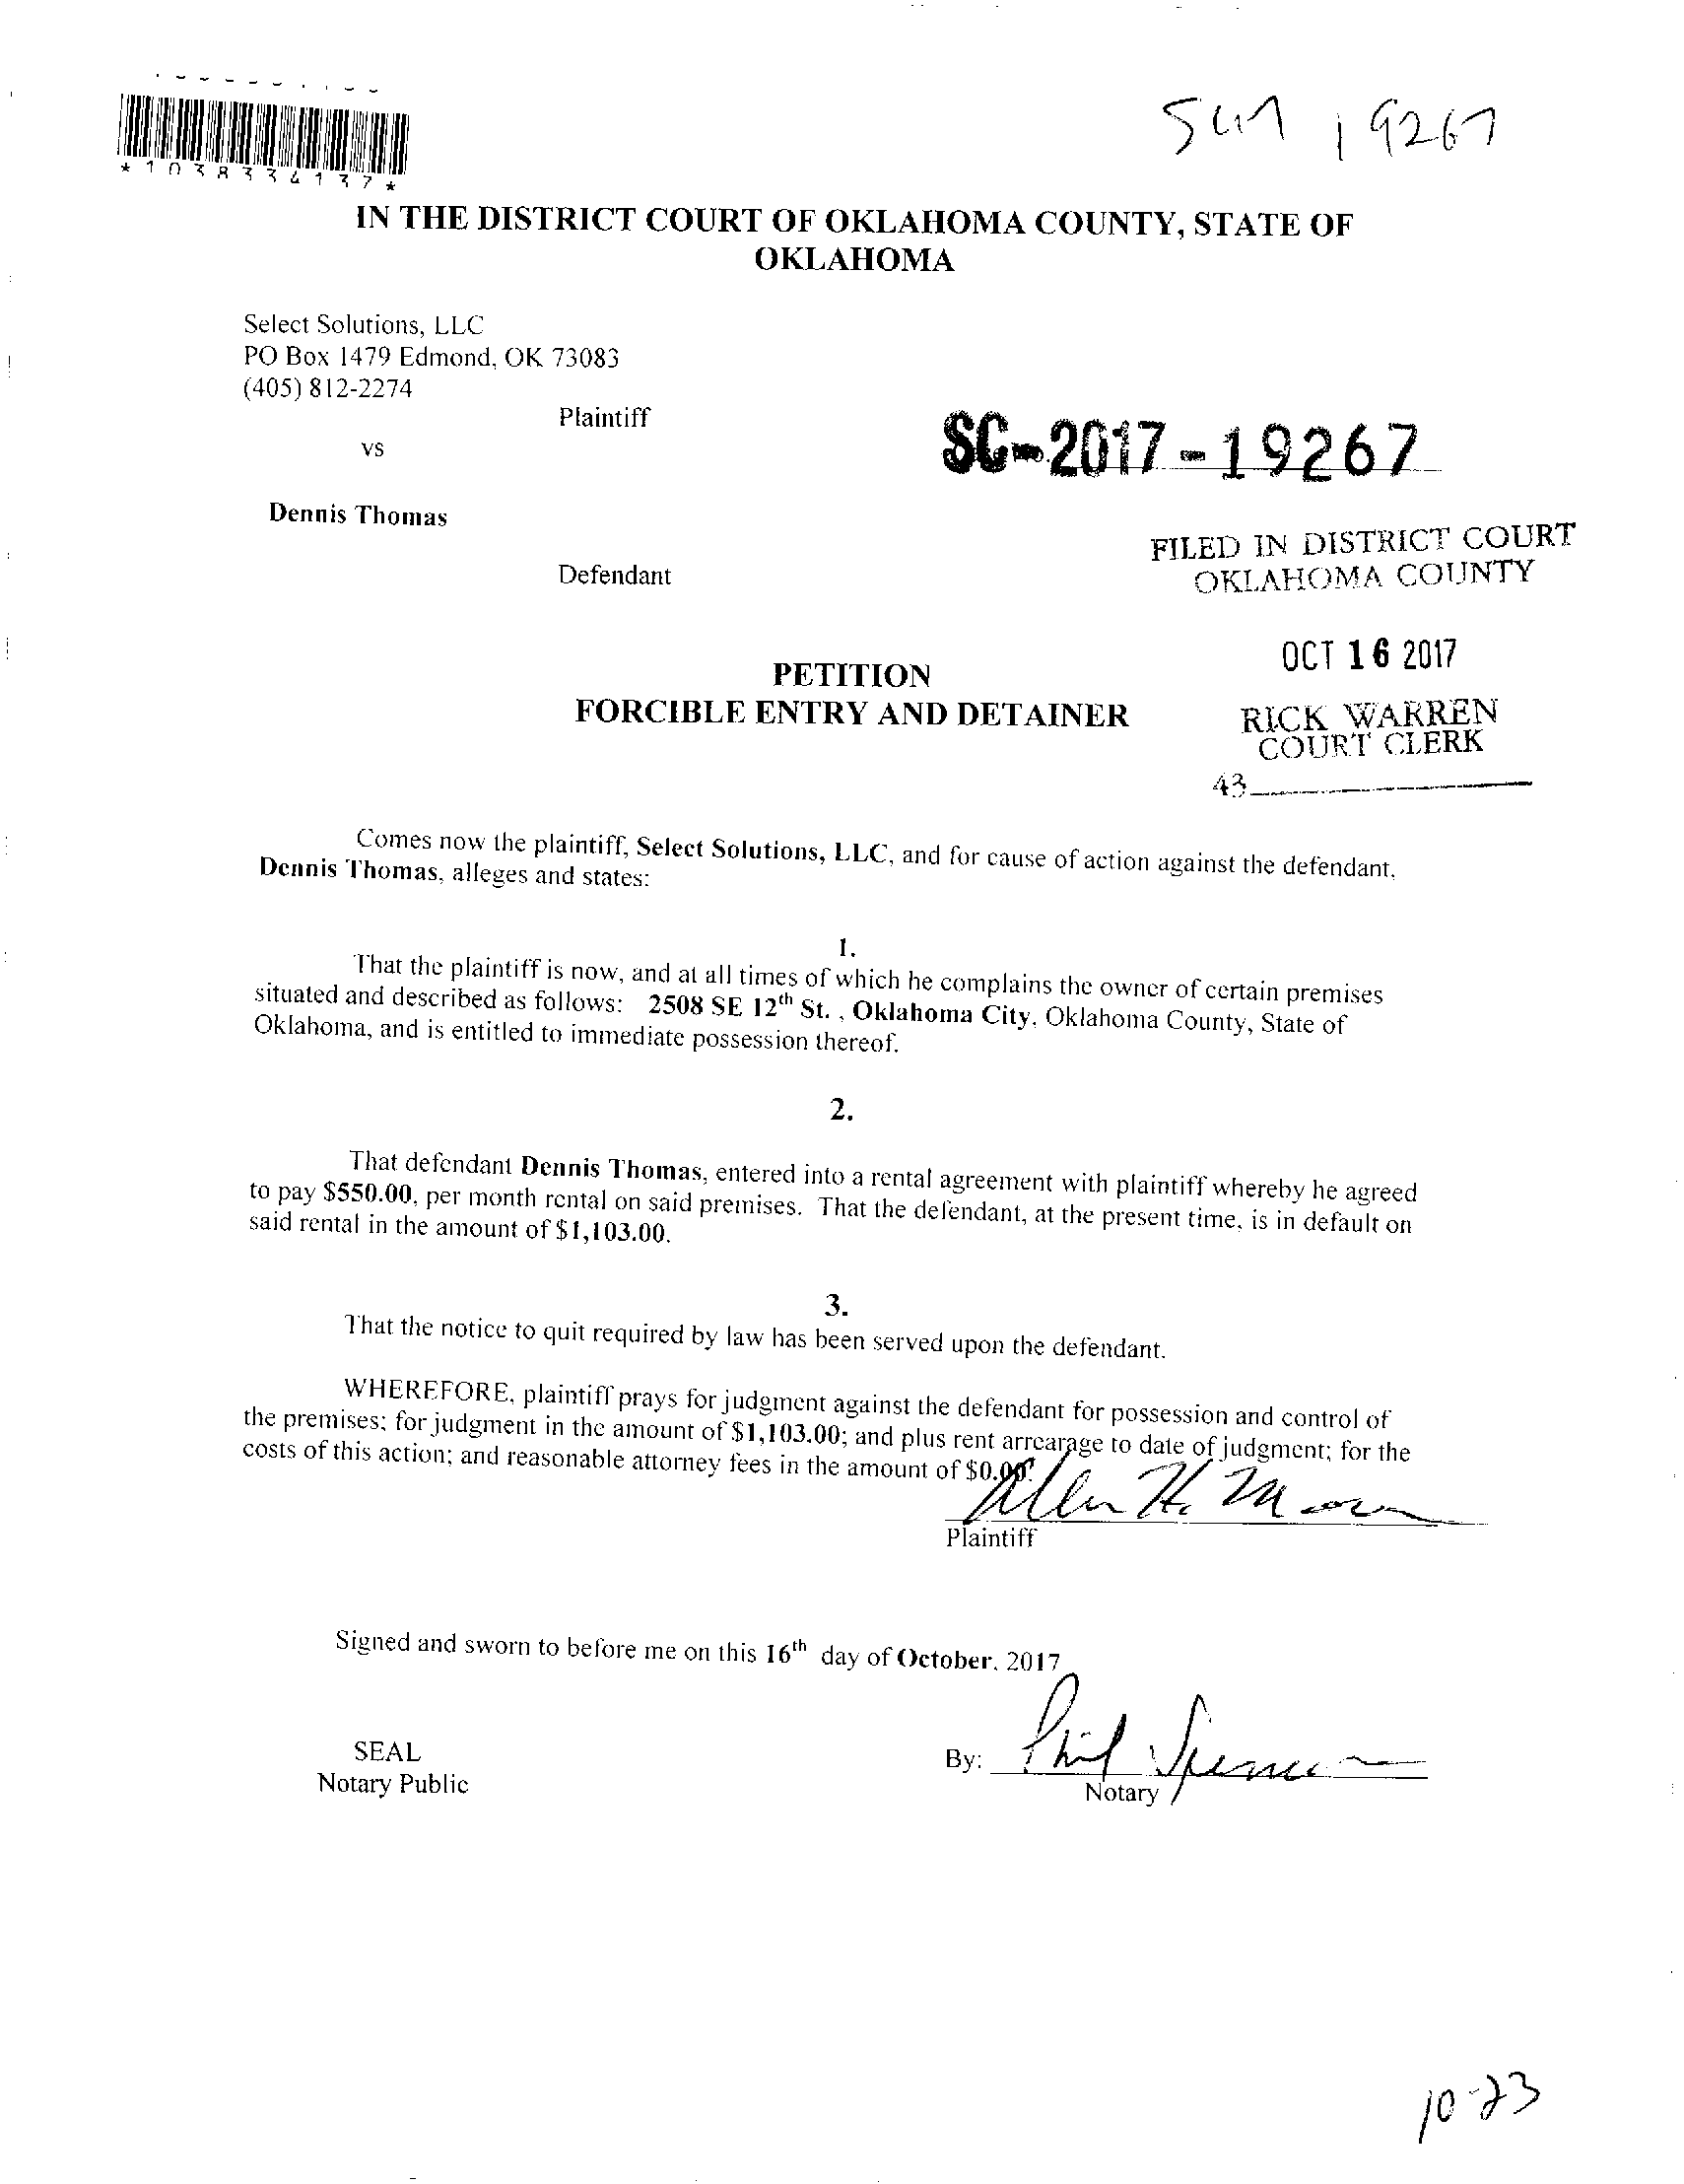 *1038334137*
19267
IN THE DISTRICT COURT OF OKLAHOMA COUNTY, STATE OF
OKLAHOMA
Select Solutions, LLC
PO Box 1479 Edmond, OK 73083
(405) 812-2274
Plaintiff
vs
SC-2017-19267
Dennis Thomas
FILED IN DISTRICT COURT
OKLAHOMA COUNTY
Defendant
OCT 16 2017
PETITION
FORCIBLE ENTRY AND DETAINER
RICK WARREN
COURT CLERK
43
Comes now the plaintiff, Select Solutions, LLC, and for cause of action against the defendant,
Dennis Thomas, alleges and states:
1.
That the plaintiff is now, and at all times of which he complains the owner of certain premises
situated and described as follows: 2508 SE 12th St. , Oklahoma City, Oklahoma County, State of
Oklahoma, and is entitled to immediate possession thereof.
2.
That defendant Dennis Thomas, entered into a rental agreement with plaintiff whereby he agreed
to pay $550.00, per month rental on said premises. That the defendant, at the present time, is in default on
said rental in the amount of $1,103.00.
3.
That the notice to quit required by law has been served upon the defendant.
WHEREFORE, plaintiff prays for judgment against the defendant for possession and control of
the premises; for judgment in the amount of $1,103.00; and plus rent arrearage to date of judgment; for the
costs of this action; and reasonable attorney fees in the amount of $0.00.
Allen H.
Plaintiff
Signed and sworn to before me on this 16th day of October, 2017
SEAL
Notary Public
By: Phil Spencer
Notary
10-23